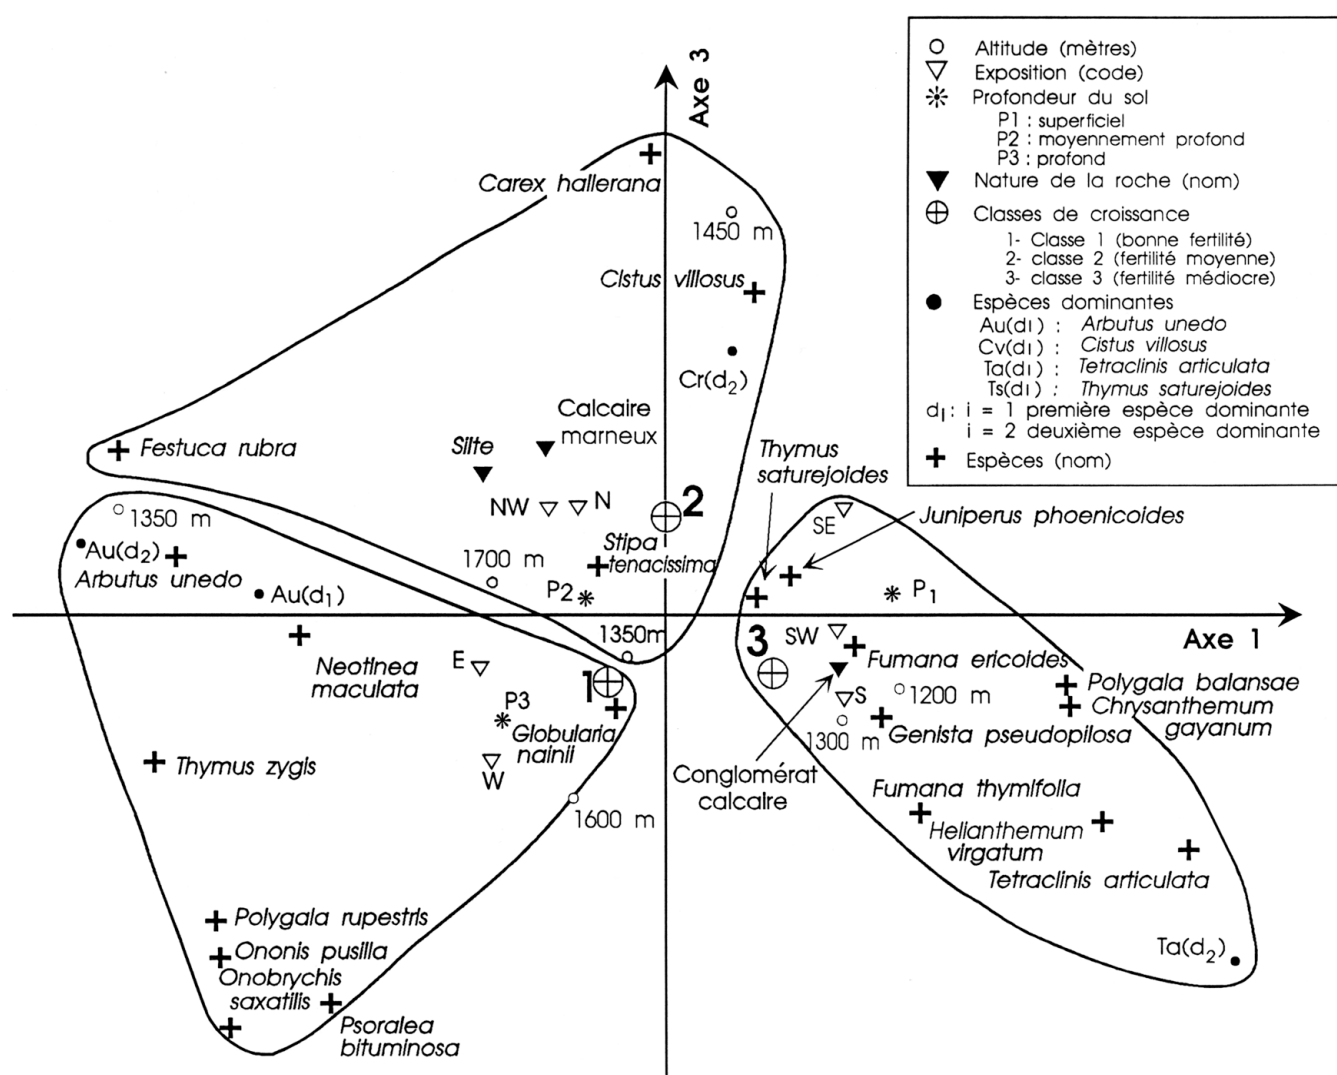 Axe 3
Altitude (mètres)
Exposition (code)
Profondeur du sol
P1 : superficiel
P2 : moyennement profond
P3 : profond
Nature de la roche (nom)
Classes de croissance
1- Classe 1 (bonne fertilité)
2- classe 2 (fertilité moyenne)
3- classe 3 (fertilité médiocre)
Espèces dominantes
Au(dı) : Arbutus unedo
Cv(dı) : Cistus villosus
Ta(dı) : Tetraclinis articulata
Ts(dı) : Thymus saturejoides
dı: i = 1 première espèce dominante
i = 2 deuxième espèce dominante
Espèces (nom)
Carex hallerana
1450 m
Cistus villosus
Cr(d2)
Calcaire
marneux
Silte
Festuca rubra
NW
N
2
Stipa
tenacissima
1700 m
P2
1350m
Thymus
saturejoides
Juniperus phoenicoides
SE
P1
Axe 1
3
SW
Fumana ericoides
S
1200 m
1300 m
Genista pseudopilosa
Polygala balansae
Chrysanthemum
gayanum
Conglomérat
calcaire
Fumana thymifolla
Helianthemum
virgatum
Tetraclinis articulata
Ta(d2)
1350 m
Au(d2)
Arbutus unedo
Au(d1)
Neotinea
maculata
E
P3
1
Globularia
nainii
W
Thymus zygis
1600 m
Polygala rupestris
Ononis pusilla
Onobrychis
saxatilis
Psoralea
bituminosa